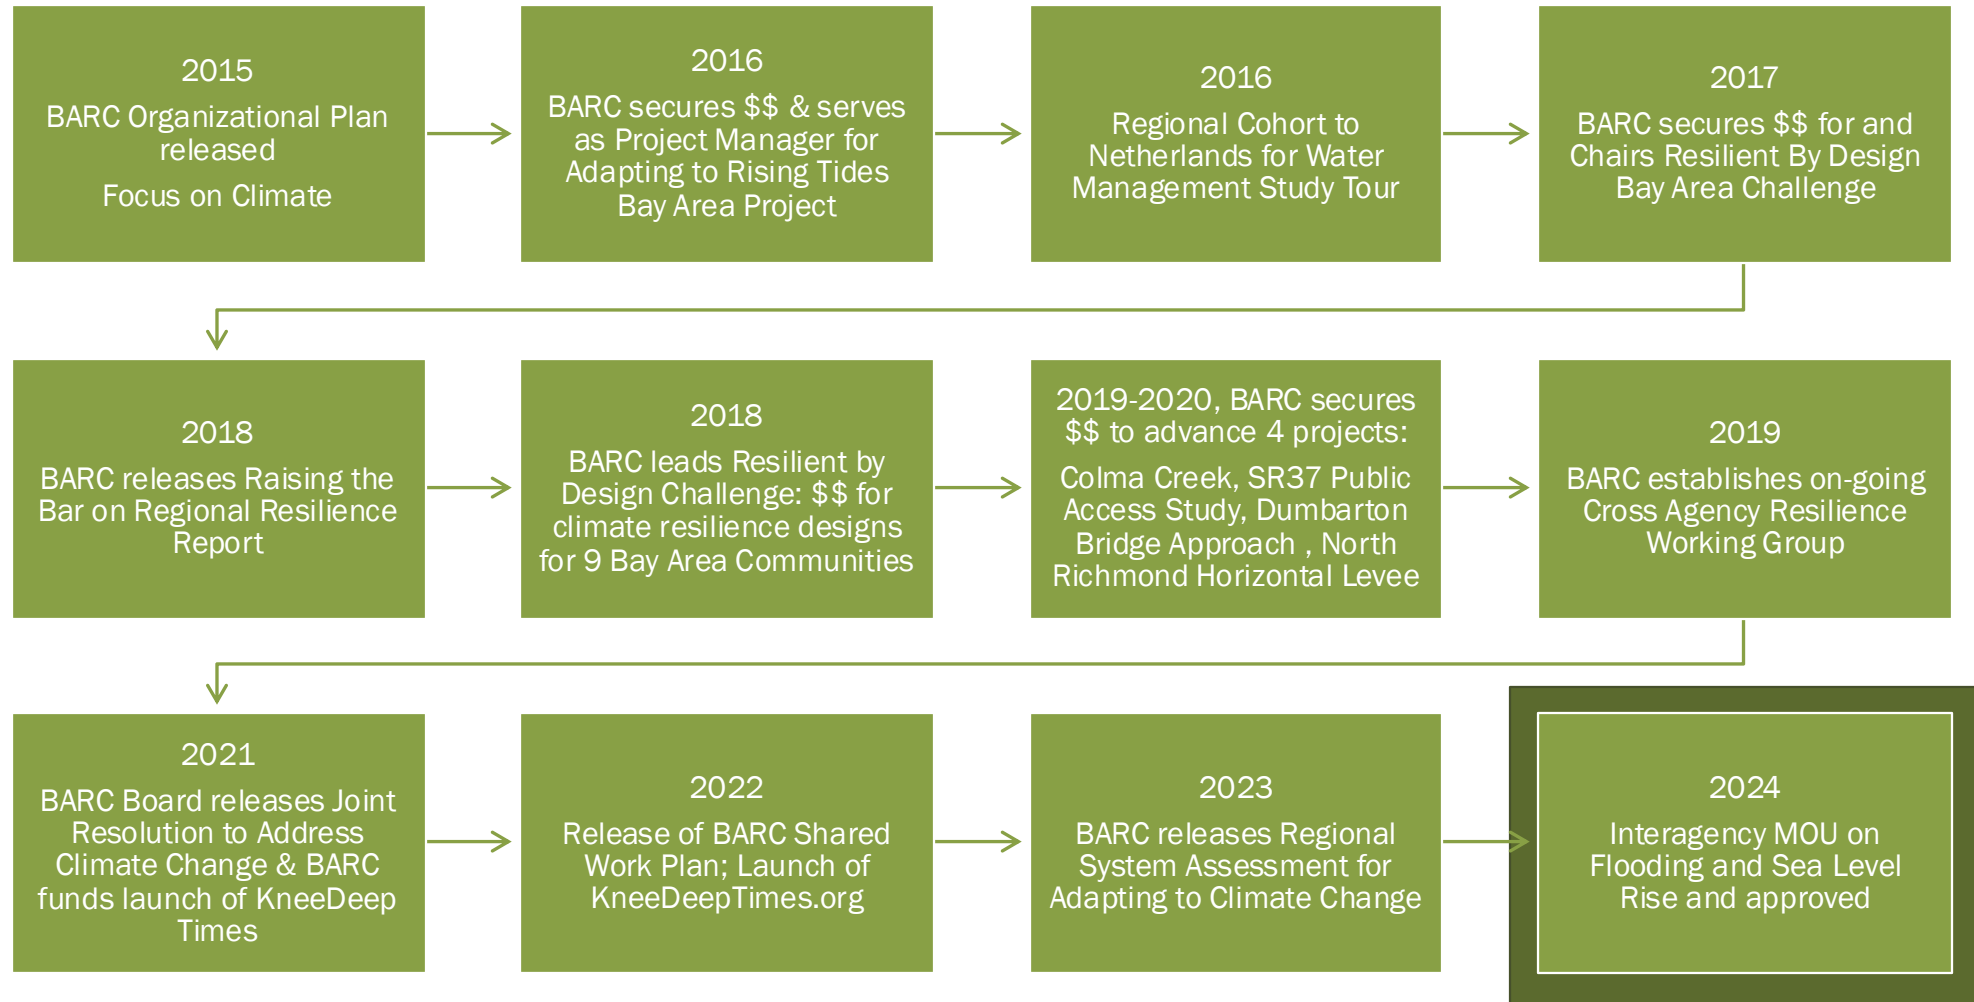 2015
BARC Organizational Plan
released
Focus on Climate
2016
BARC secures $$ & serves
as Project Manager for
Adapting to Rising Tides
Bay Area Project
2016
Regional Cohort to
Netherlands for Water
Management Study Tour
2017
BARC secures $$ for and
Chairs Resilient By Design
Bay Area Challenge
2018
BARC releases Raising the
Bar on Regional Resilience
Report
2018
BARC leads Resilient by
Design Challenge: $$ for
climate resilience designs
for 9 Bay Area Communities
2019-2020, BARC secures
$$ to advance 4 projects:
Colma Creek, SR37 Public
Access Study, Dumbarton
Bridge Approach , North
Richmond Horizontal Levee
2019
BARC establishes on-going
Cross Agency Resilience
Working Group
2021
BARC Board releases Joint
Resolution to Address
Climate Change & BARC
funds launch of KneeDeep
Times
2022
Release of BARC Shared
Work Plan; Launch of
KneeDeepTimes.org
2023
BARC releases Regional
System Assessment for
Adapting to Climate Change
2024
Interagency MOU on
Flooding and Sea Level
Rise and approved